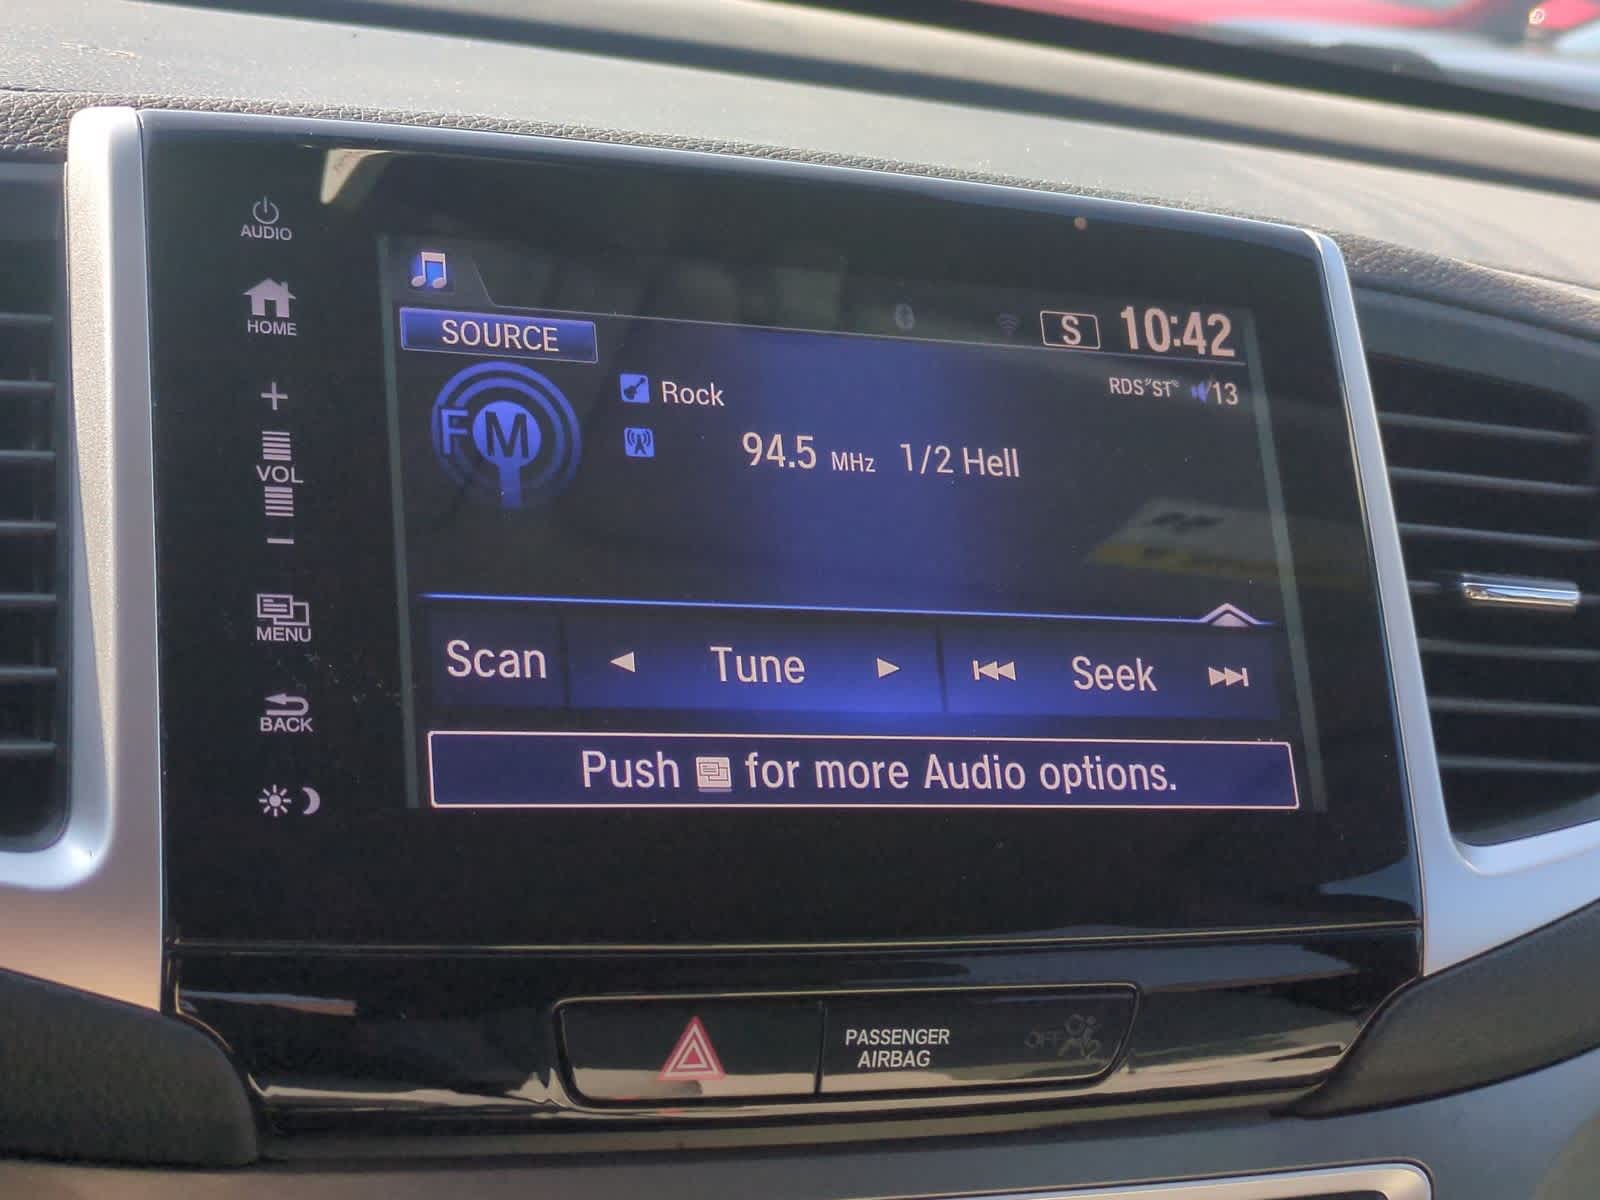 AUDIO
HOME
+
VOL
−
MENU
BACK
SOURCE
S 10:42
FM
Rock
RDS ST 13
94.5 MHz 1/2 Hell
Scan Tune Seek
Push for more Audio options.
PASSENGER
AIRBAG
OFF